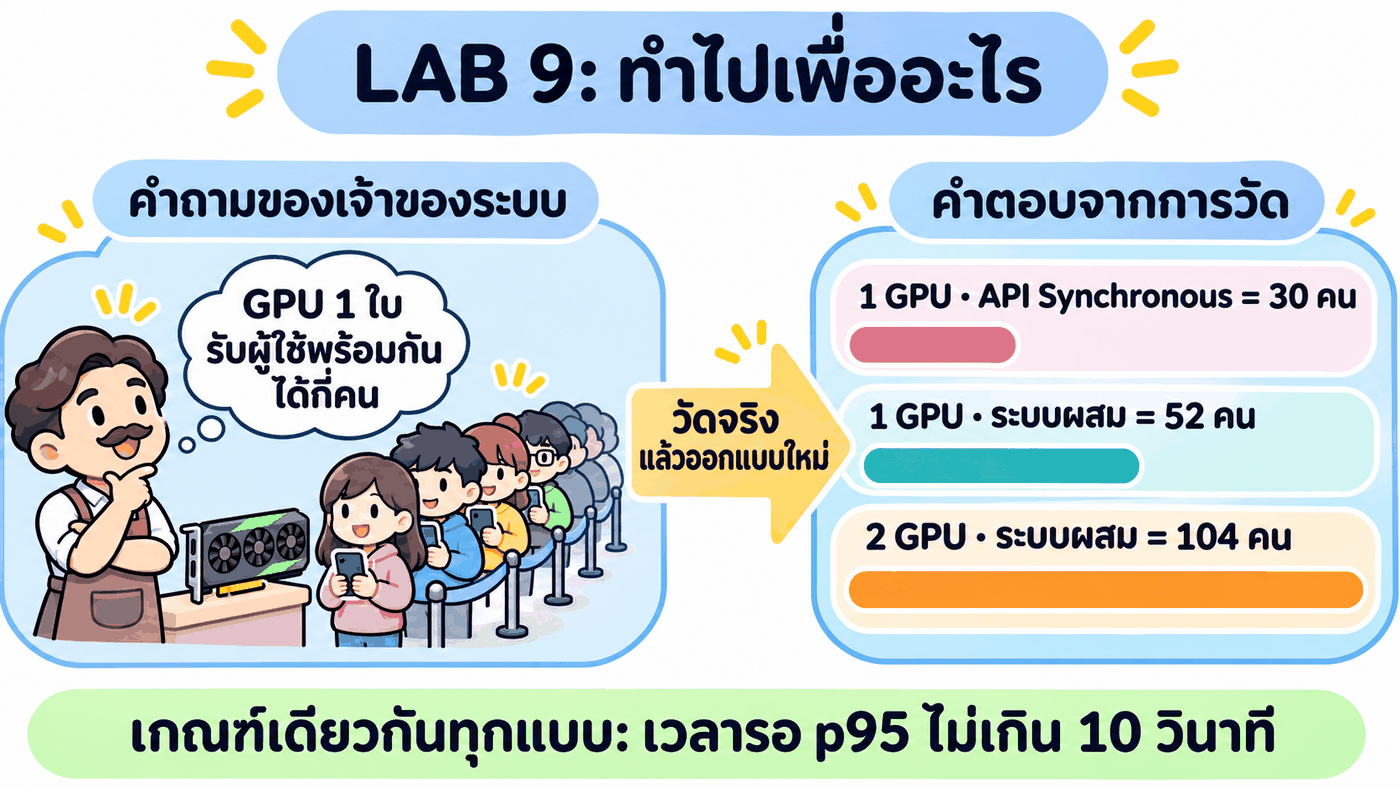 LAB 9: ทำไปเพื่ออะไร
คำถามของเจ้าของระบบ
GPU 1 ใบ
รับผู้ใช้พร้อมกัน
ได้กี่คน
วัดจริง
แล้วออกแบบใหม่
คำตอบจากการวัด
1 GPU · API Synchronous = 30 คน
1 GPU · ระบบผสม = 52 คน
2 GPU · ระบบผสม = 104 คน
เกณฑ์เดียวกันทุกแบบ: เวลารอ p95 ไม่เกิน 10 วินาที